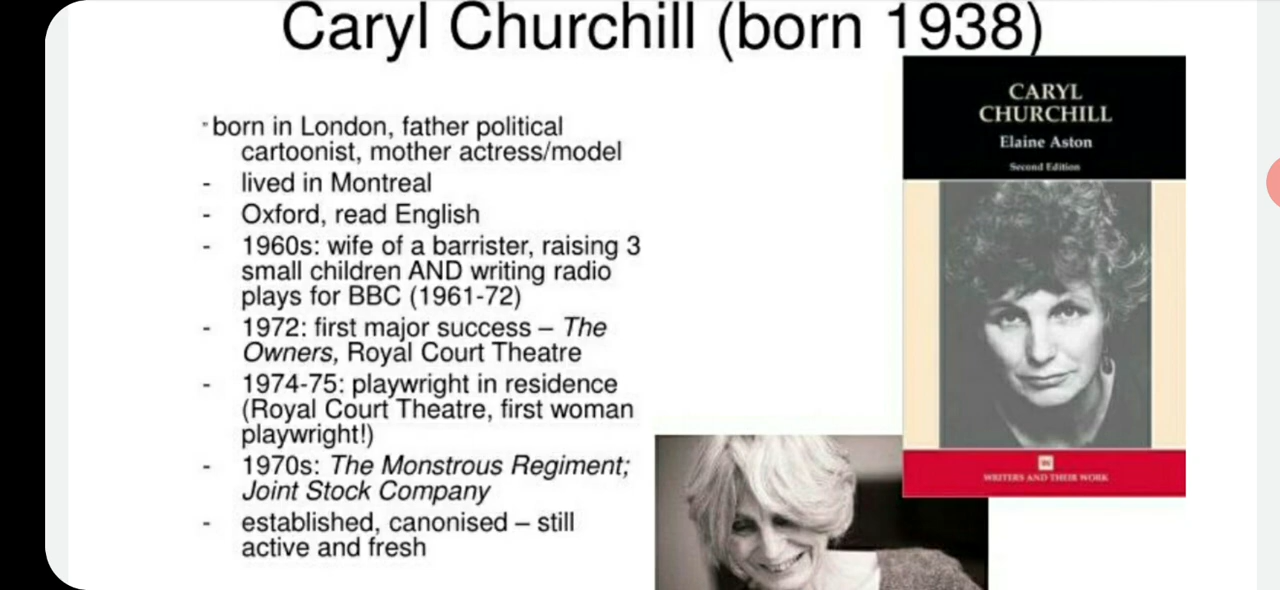 Caryl Churchill (born 1938)
- born in London, father political
cartoonist, mother actress/model
- lived in Montreal
- Oxford, read English
- 1960s: wife of a barrister, raising 3
small children AND writing radio
plays for BBC (1961-72)
- 1972: first major success – The
Owners, Royal Court Theatre
- 1974-75: playwright in residence
(Royal Court Theatre, first woman
playwright!)
- 1970s: The Monstrous Regiment;
Joint Stock Company
- established, canonised – still
active and fresh
CARYL
CHURCHILL
Elaine Aston
Second Edition
WRITERS AND THEIR WORK